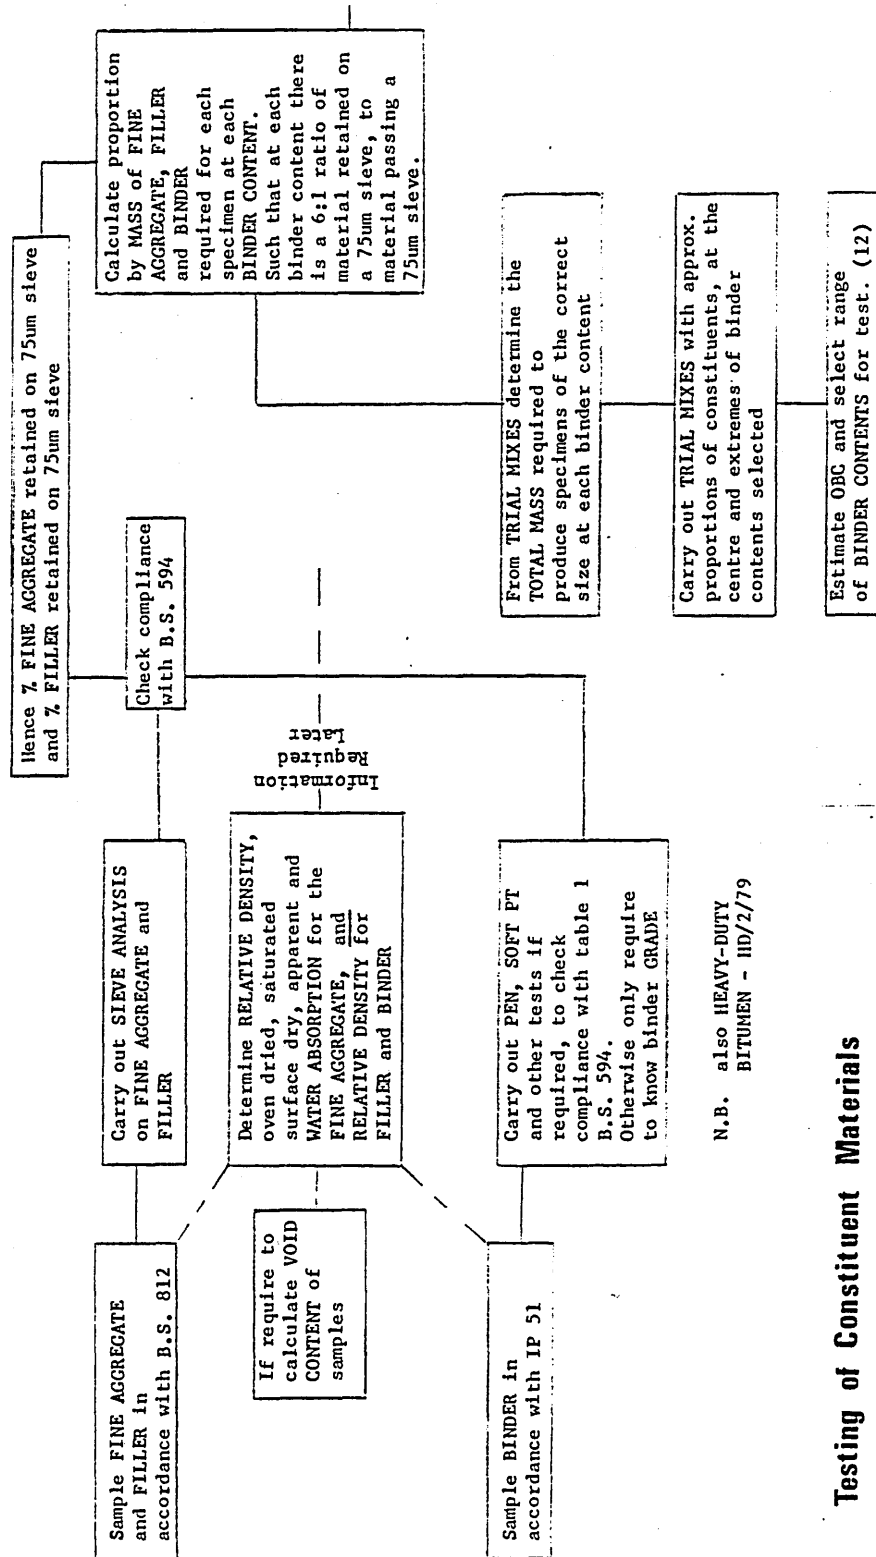 Sample FINE AGGREGATE
and FILLER in
accordance with B.S. 812
Carry out SIEVE ANALYSIS
on FINE AGGREGATE and
FILLER
Check compliance
with B.S. 594
Hence % FINE AGGREGATE retained on 75um sieve
and % FILLER retained on 75um sieve
Calculate proportion
by MASS of FINE
AGGREGATE, FILLER
and BINDER
required for each
specimen at each
BINDER CONTENT.
Such that at each
binder content there
is a 6:1 ratio of
material retained on
a 75um sieve, to
material passing a
75um sieve.
If require to
calculate VOID
CONTENT of
samples
Determine RELATIVE DENSITY,
oven dried, saturated
surface dry, apparent and
WATER ABSORPTION for the
FINE AGGREGATE, and
RELATIVE DENSITY for
FILLER and BINDER
Information
Required
Later
Sample BINDER in
accordance with IP 51
Carry out PEN, SOFT PT
and other tests if
required, to check
compliance with table 1
B.S. 594.
Otherwise only require
to know binder GRADE
From TRIAL MIXES determine the
TOTAL MASS required to
produce specimens of the correct
size at each binder content
Carry out TRIAL MIXES with approx.
proportions of constituents, at the
centre and extremes of binder
contents selected
Estimate OBC and select range
of BINDER CONTENTS for test. (12)
N.B. also HEAVY-DUTY
BITUMEN - HD/2/79
Testing of Constituent Materials